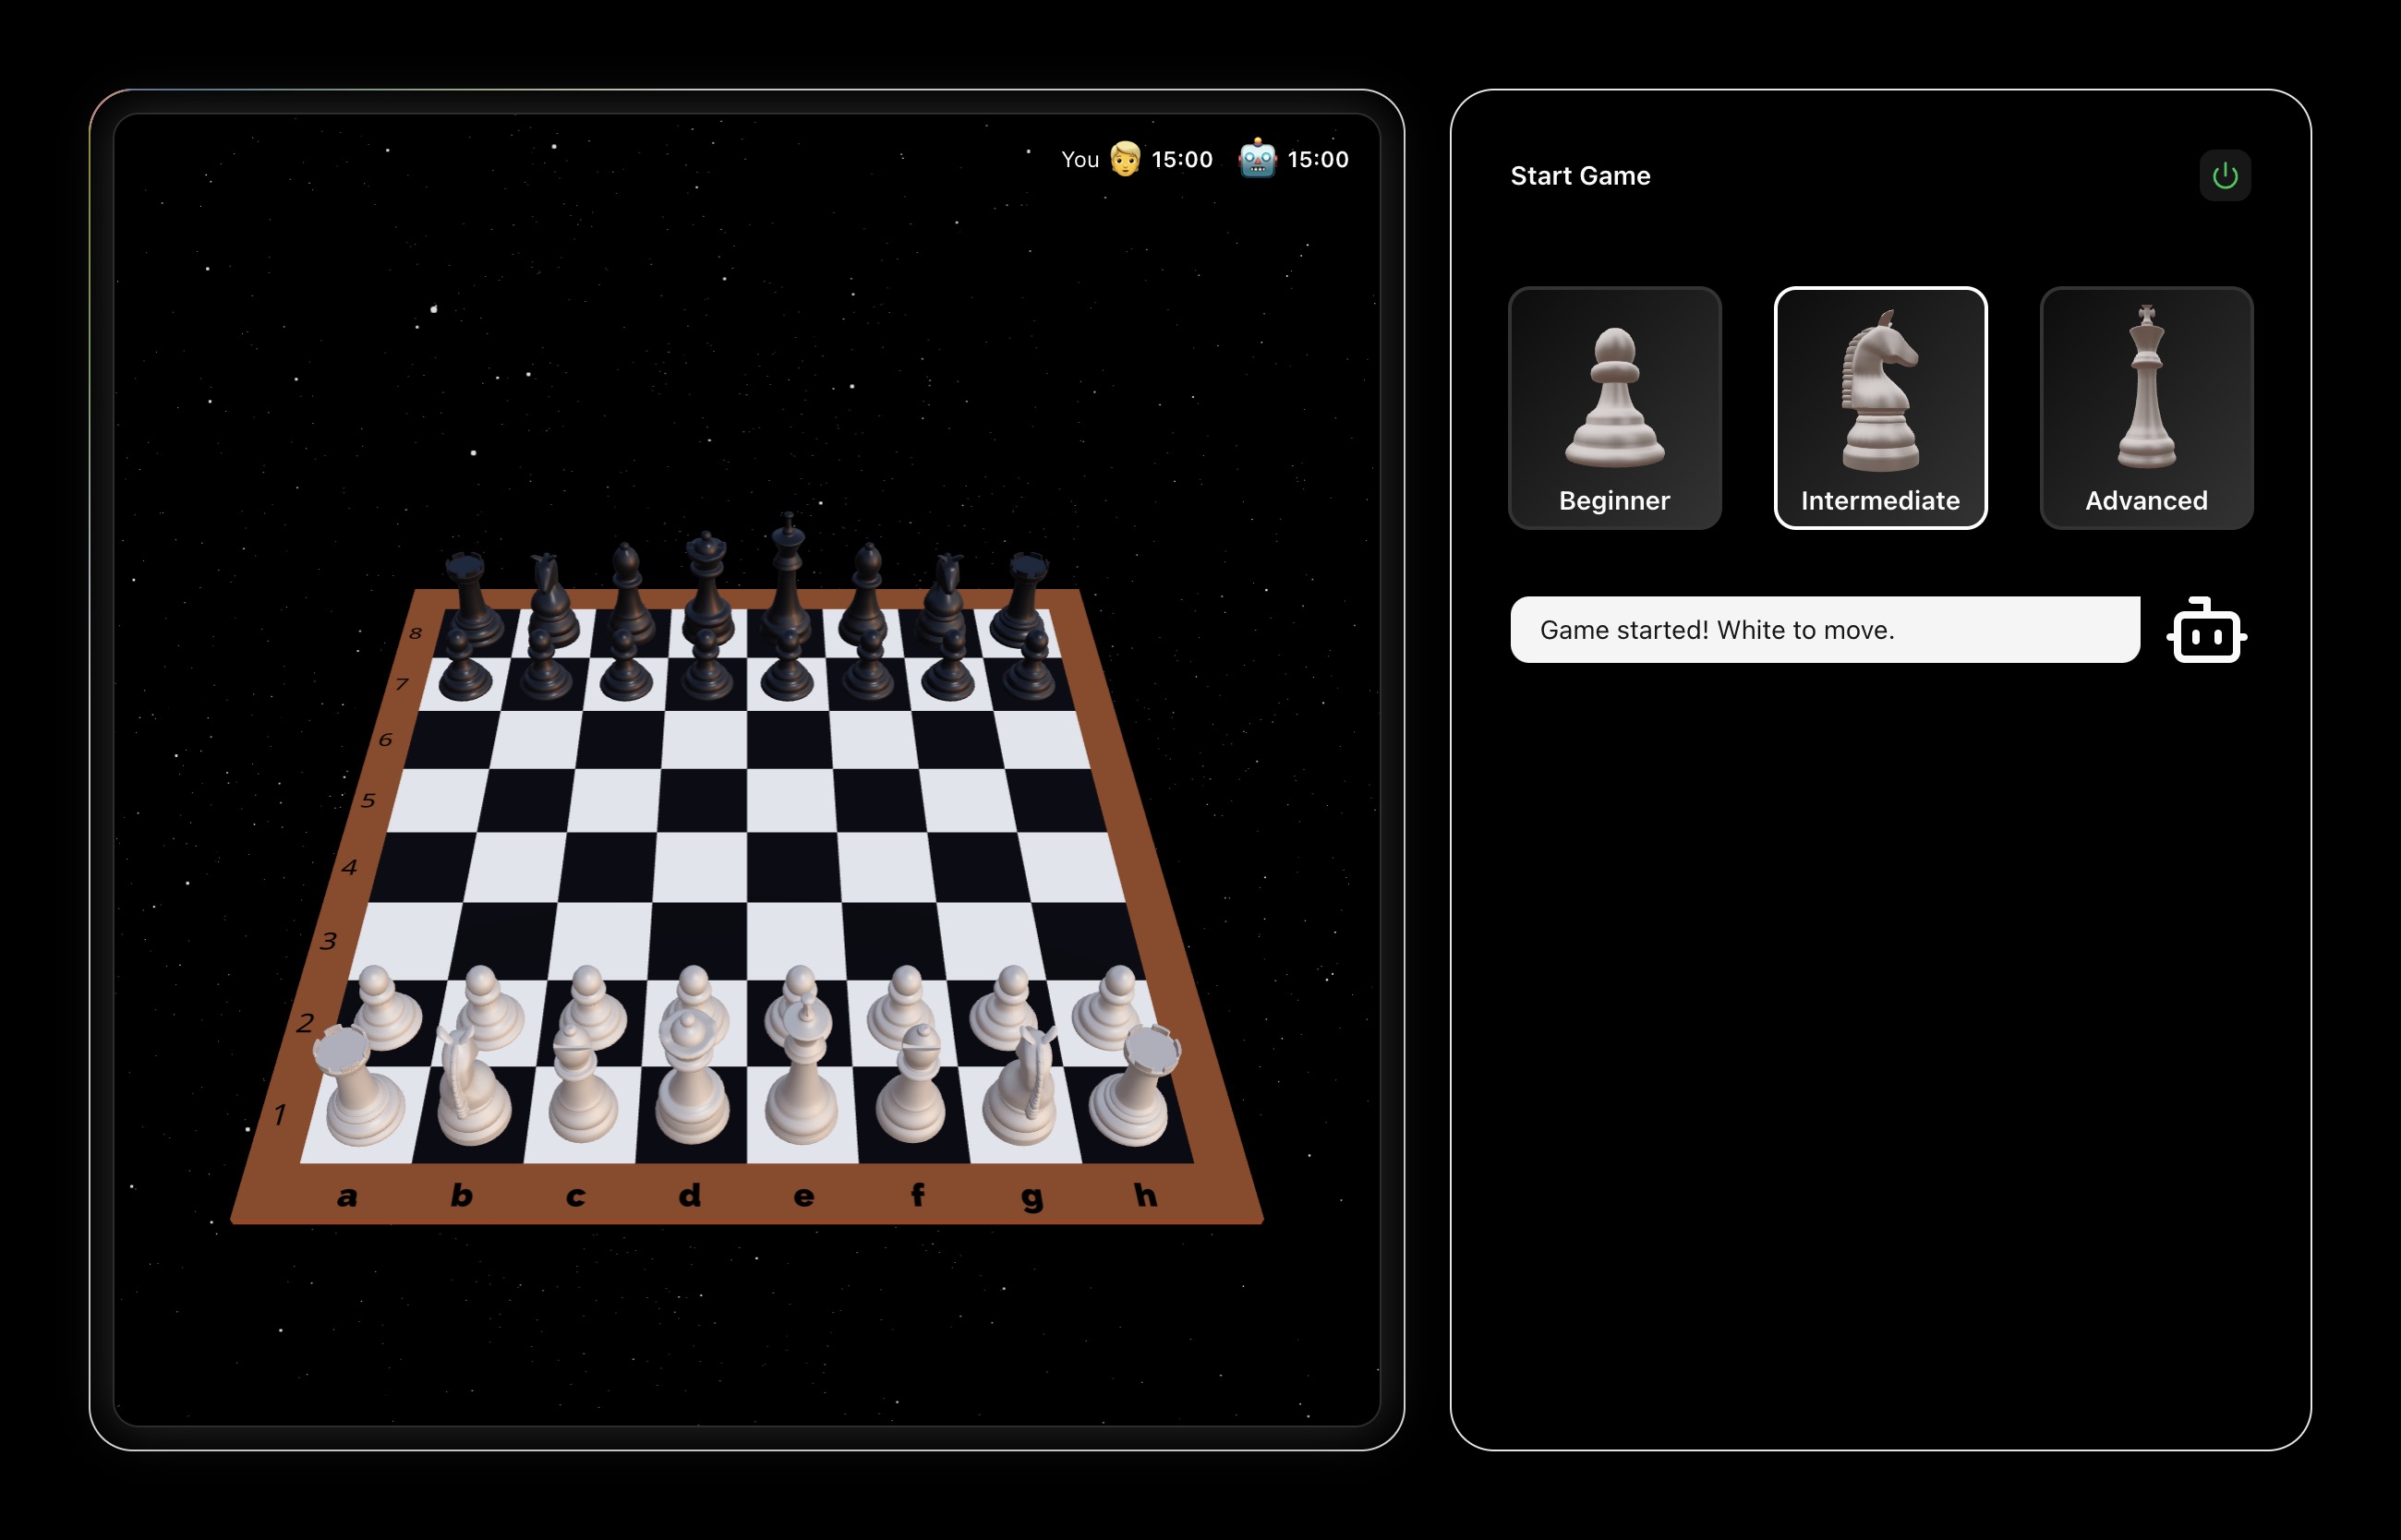 You 15:00 15:00
8
7
6
5
4
3
2
1
a b c d e f g h
Start Game
Beginner Intermediate Advanced
Game started! White to move.